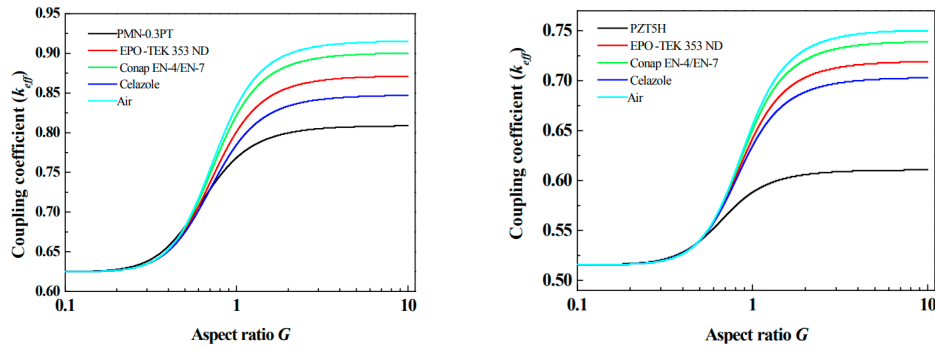 Coupling coefficient (k_eff)
0.95
0.90
0.85
0.80
0.75
0.70
0.65
0.60
PMN-0.3PT
EPO -TEK 353 ND
Conap EN-4/EN-7
Celazole
Air
0.1
1
10
Aspect ratio G
Coupling coefficient (k_eff)
0.75
0.70
0.65
0.60
0.55
0.50
PZT5H
EPO -TEK 353 ND
Conap EN-4/EN-7
Celazole
Air
0.1
1
10
Aspect ratio G